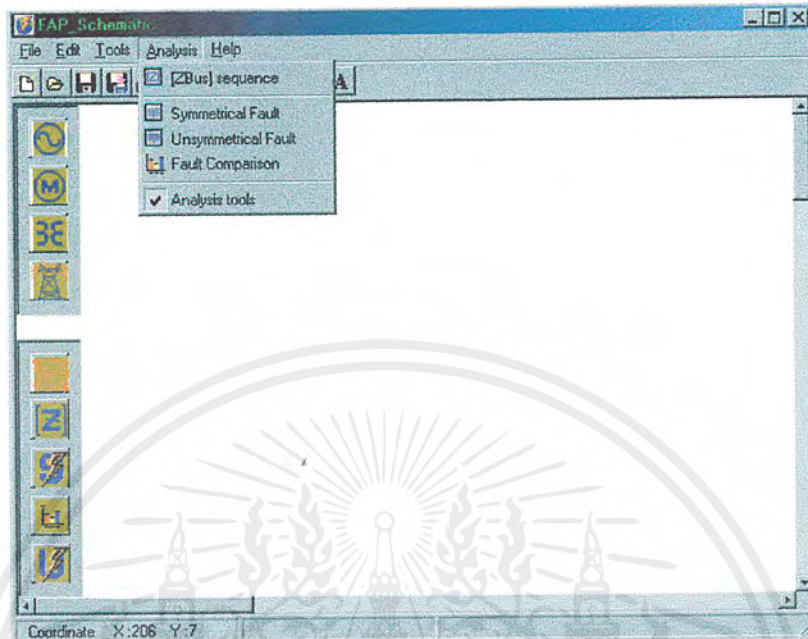 FAP_Schematic
File Edit Tools Analysis Help
[ZBus] sequence
Symmetrical Fault
Unsymmetrical Fault
Fault Comparison
Analysis tools
A
M
Z
S
U
Coordinate X:206 Y:7